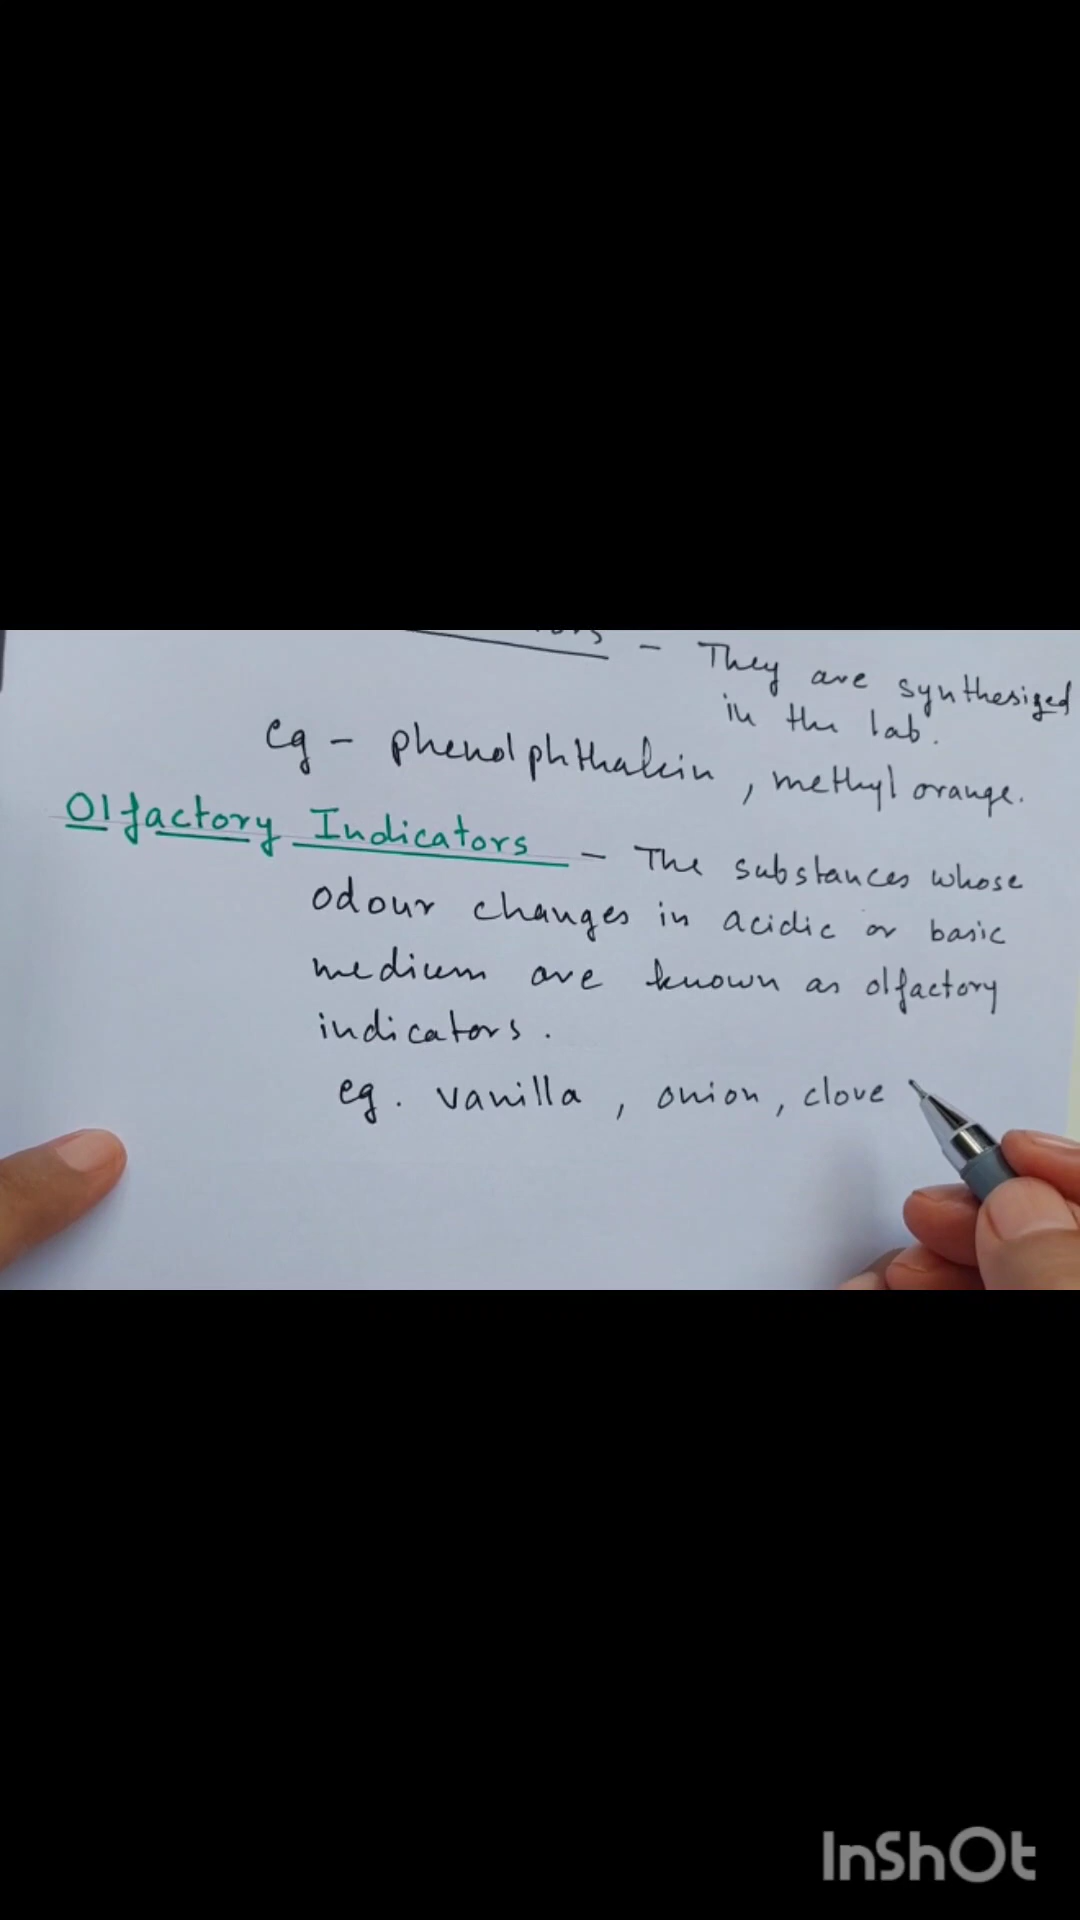 - They are synthesized
in the lab.
eg - phenolphthalein, methyl orange.
Olfactory Indicators - The substances whose
odour changes in acidic or basic
medium are known as olfactory
indicators.
eg. vanilla, onion, clove
InShOt